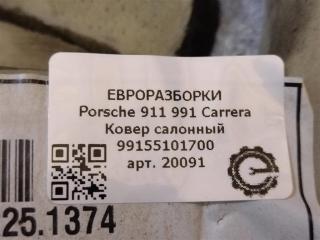 ЕВРОРАЗБОРКИ
Porsche 911 991 Carrera
Ковер салонный
99155101700
арт. 20091
25.1374